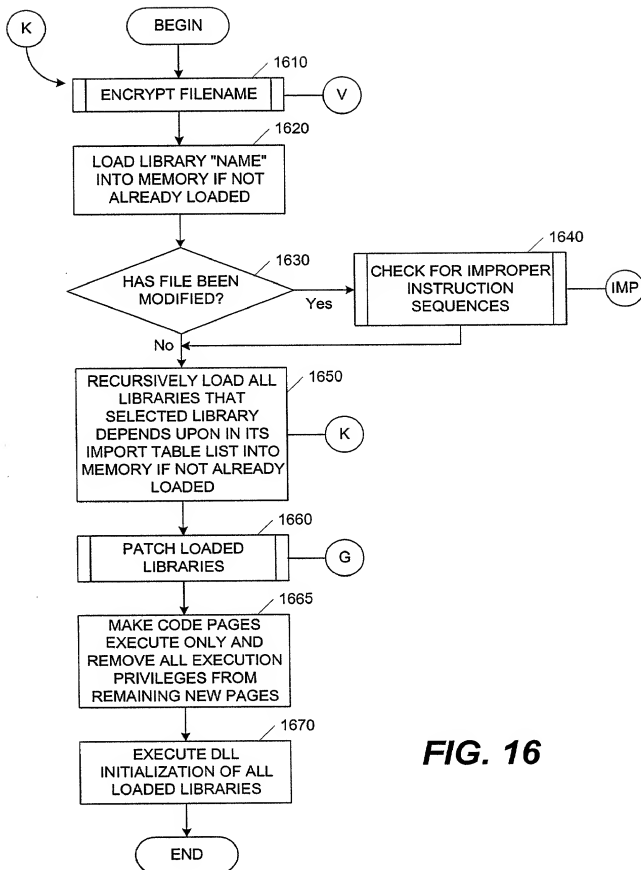 K
BEGIN
1610
ENCRYPT FILENAME
V
1620
LOAD LIBRARY "NAME"
INTO MEMORY IF NOT
ALREADY LOADED
1630
HAS FILE BEEN
MODIFIED?
Yes
No
1640
CHECK FOR IMPROPER
INSTRUCTION
SEQUENCES
IMP
1650
RECURSIVELY LOAD ALL
LIBRARIES THAT
SELECTED LIBRARY
DEPENDS UPON IN ITS
IMPORT TABLE LIST INTO
MEMORY IF NOT ALREADY
LOADED
K
1660
PATCH LOADED
LIBRARIES
G
1665
MAKE CODE PAGES
EXECUTE ONLY AND
REMOVE ALL EXECUTION
PRIVILEGES FROM
REMAINING NEW PAGES
1670
EXECUTE DLL
INITIALIZATION OF ALL
LOADED LIBRARIES
END
FIG. 16